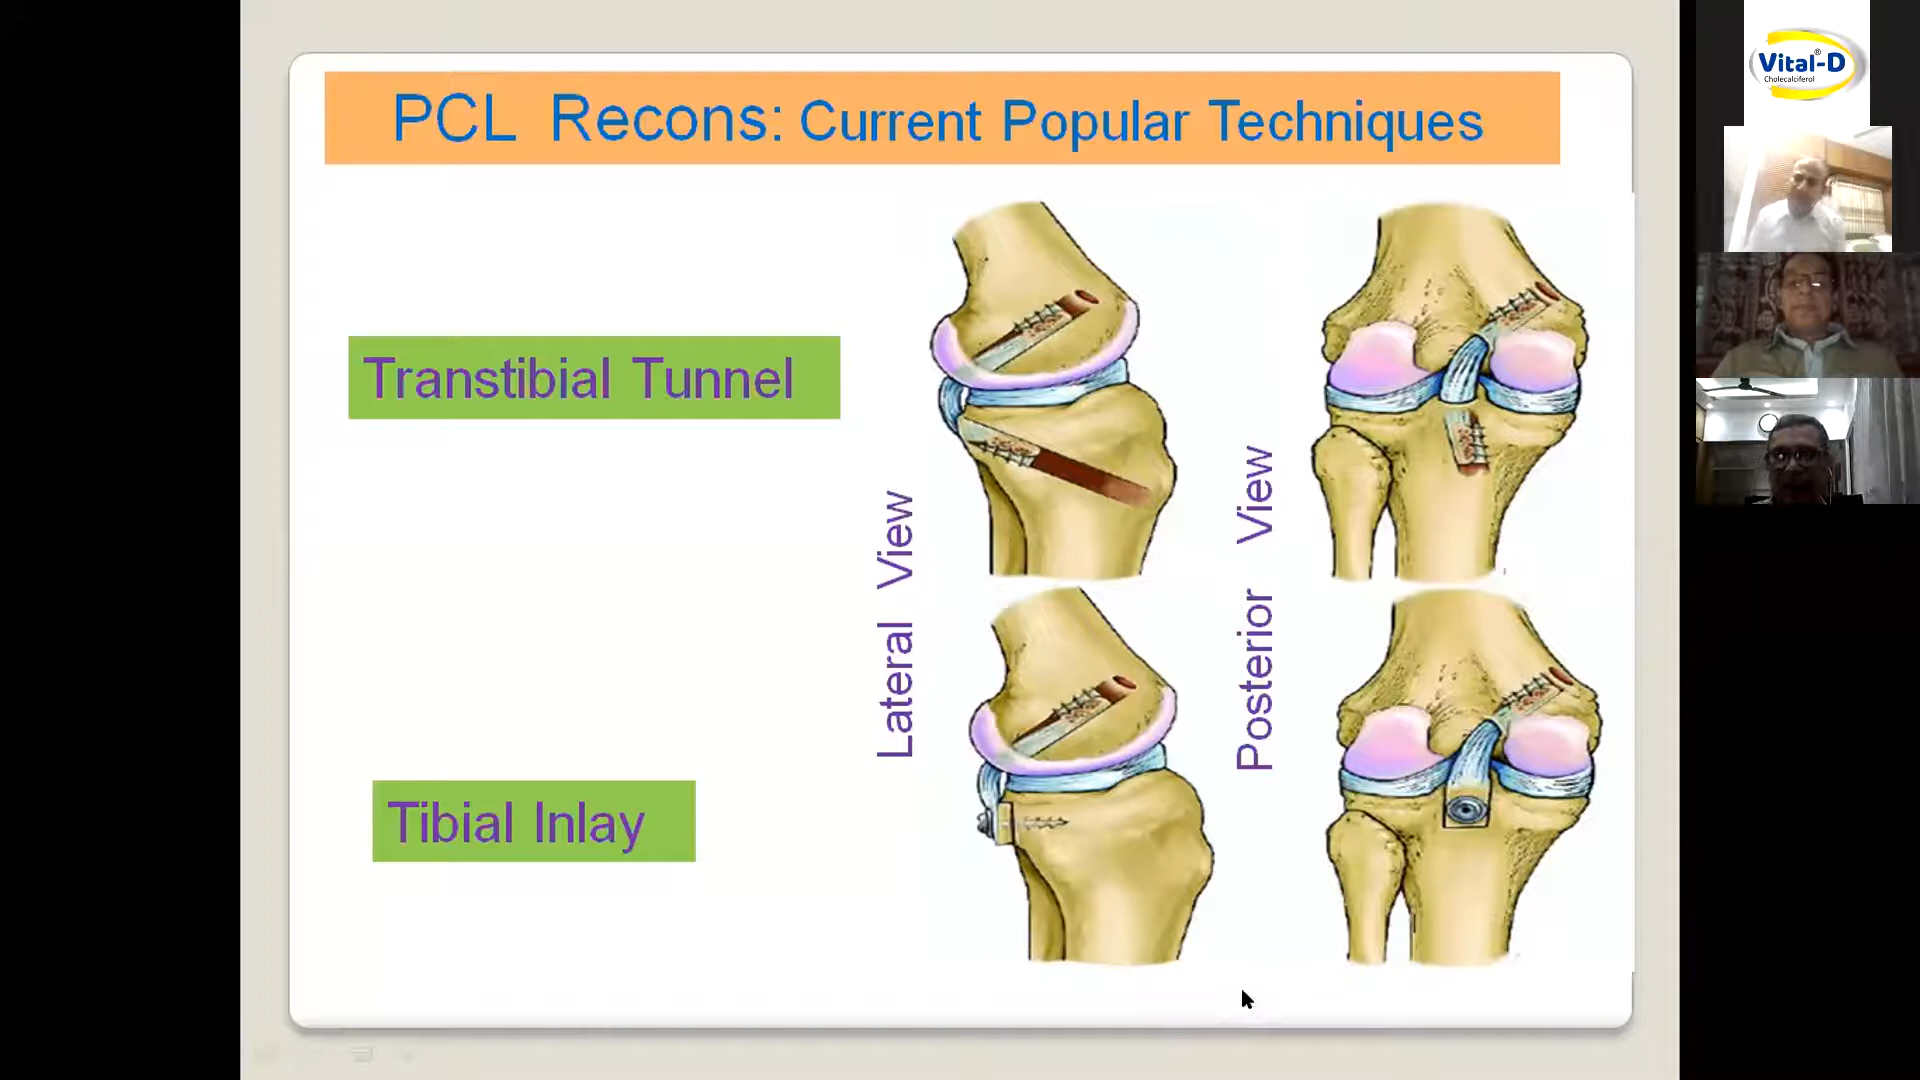 PCL Recons: Current Popular Techniques
Transtibial Tunnel
Tibial Inlay
Lateral View
Posterior View
Vital-D®
Cholecalciferol